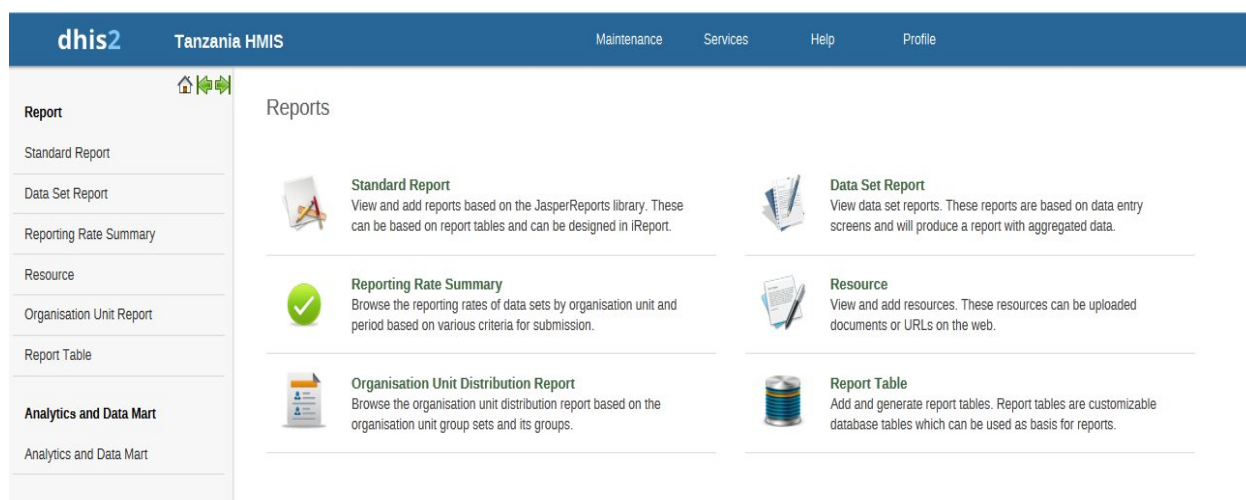 dhis2 Tanzania HMIS Maintenance Services Help Profile
Report
Standard Report
Data Set Report
Reporting Rate Summary
Resource
Organisation Unit Report
Report Table
Analytics and Data Mart
Analytics and Data Mart
Reports
Standard Report
View and add reports based on the JasperReports library. These
can be based on report tables and can be designed in iReport.
Data Set Report
View data set reports. These reports are based on data entry
screens and will produce a report with aggregated data.
Reporting Rate Summary
Browse the reporting rates of data sets by organisation unit and
period based on various criteria for submission.
Resource
View and add resources. These resources can be uploaded
documents or URLs on the web.
Organisation Unit Distribution Report
Browse the organisation unit distribution report based on the
organisation unit group sets and its groups.
Report Table
Add and generate report tables. Report tables are customizable
database tables which can be used as basis for reports.